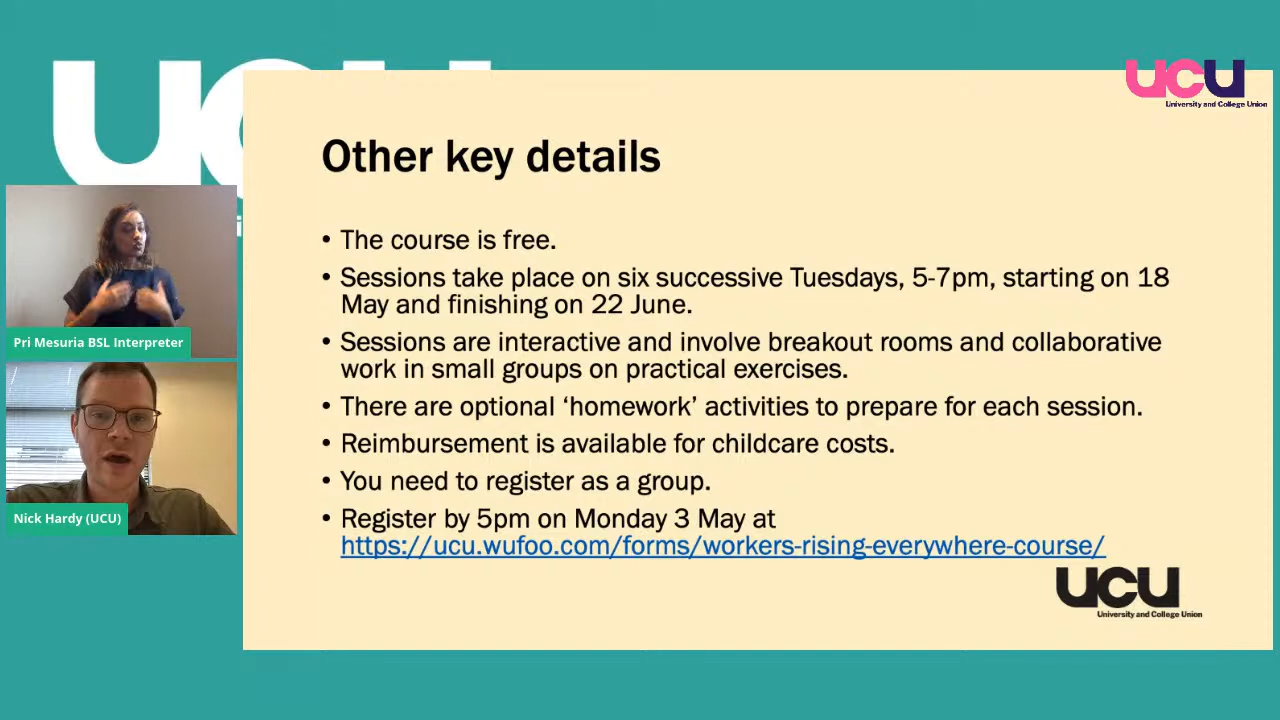 ucu
University and College Union
Other key details
• The course is free.
• Sessions take place on six successive Tuesdays, 5-7pm, starting on 18
May and finishing on 22 June.
• Sessions are interactive and involve breakout rooms and collaborative
work in small groups on practical exercises.
• There are optional ‘homework’ activities to prepare for each session.
• Reimbursement is available for childcare costs.
• You need to register as a group.
• Register by 5pm on Monday 3 May at
https://ucu.wufoo.com/forms/workers-rising-everywhere-course/
ucu
University and College Union
Pri Mesuria BSL Interpreter
Nick Hardy (UCU)